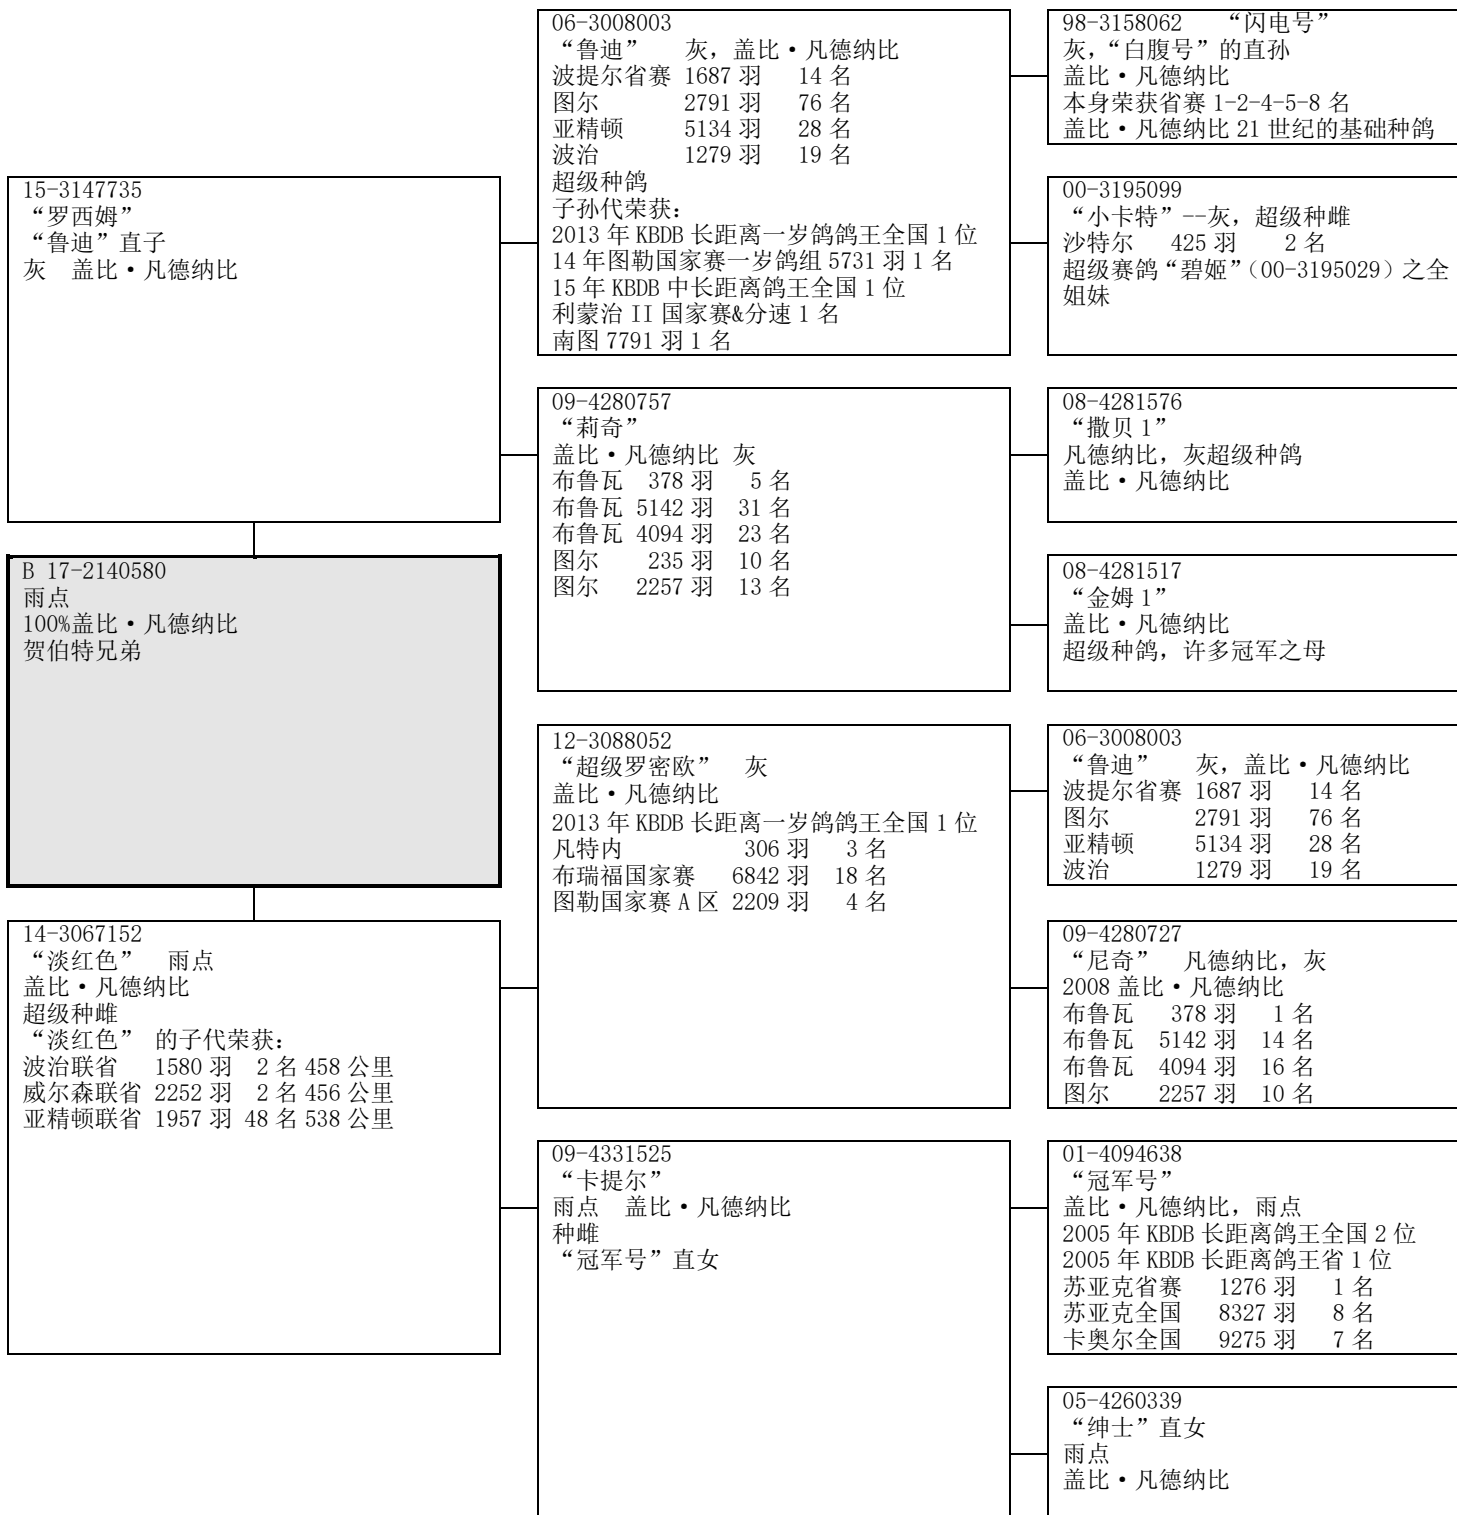 15-3147735
“罗西姆”
“鲁迪”直子
灰 盖比·凡德纳比
B 17-2140580
雨点
100%盖比·凡德纳比
贺伯特兄弟
14-3067152
“淡红色” 雨点
盖比·凡德纳比
超级种雌
“淡红色” 的子代荣获:
波治联省 1580 羽 2 名 458 公里
威尔森联省 2252 羽 2 名 456 公里
亚精顿联省 1957 羽 48 名 538 公里
06-3008003
“鲁迪” 灰，盖比·凡德纳比
波提尔省赛 1687 羽 14 名
图尔 2791 羽 76 名
亚精顿 5134 羽 28 名
波治 1279 羽 19 名
超级种鸽
子孙代荣获:
2013 年 KBDB 长距离一岁鸽鸽王全国 1 位
14 年图勒国家赛一岁鸽组 5731 羽 1 名
15 年 KBDB 中长距离鸽王全国 1 位
利蒙治 II 国家赛&分速 1 名
南图 7791 羽 1 名
09-4280757
“莉奇”
盖比·凡德纳比 灰
布鲁瓦 378 羽 5 名
布鲁瓦 5142 羽 31 名
布鲁瓦 4094 羽 23 名
图尔 235 羽 10 名
图尔 2257 羽 13 名
12-3088052
“超级罗密欧” 灰
盖比·凡德纳比
2013 年 KBDB 长距离一岁鸽鸽王全国 1 位
凡特内 306 羽 3 名
布瑞福国家赛 6842 羽 18 名
图勒国家赛 A 区 2209 羽 4 名
09-4331525
“卡提尔”
雨点 盖比·凡德纳比
种雌
“冠军号”直女
98-3158062 “闪电号”
灰，“白腹号”的直孙
盖比·凡德纳比
本身荣获省赛 1-2-4-5-8 名
盖比·凡德纳比 21 世纪的基础种鸽
00-3195099
“小卡特”--灰，超级种雌
沙特尔 425 羽 2 名
超级赛鸽“碧姬”（00-3195029）之全
姐妹
08-4281576
“撒贝 1”
凡德纳比，灰超级种鸽
盖比·凡德纳比
08-4281517
“金姆 1”
盖比·凡德纳比
超级种鸽，许多冠军之母
06-3008003
“鲁迪” 灰，盖比·凡德纳比
波提尔省赛 1687 羽 14 名
图尔 2791 羽 76 名
亚精顿 5134 羽 28 名
波治 1279 羽 19 名
09-4280727
“尼奇” 凡德纳比，灰
2008 盖比·凡德纳比
布鲁瓦 378 羽 1 名
布鲁瓦 5142 羽 14 名
布鲁瓦 4094 羽 16 名
图尔 2257 羽 10 名
01-4094638
“冠军号”
盖比·凡德纳比，雨点
2005 年 KBDB 长距离鸽王全国 2 位
2005 年 KBDB 长距离鸽王省 1 位
苏亚克省赛 1276 羽 1 名
苏亚克全国 8327 羽 8 名
卡奥尔全国 9275 羽 7 名
05-4260339
“绅士”直女
雨点
盖比·凡德纳比